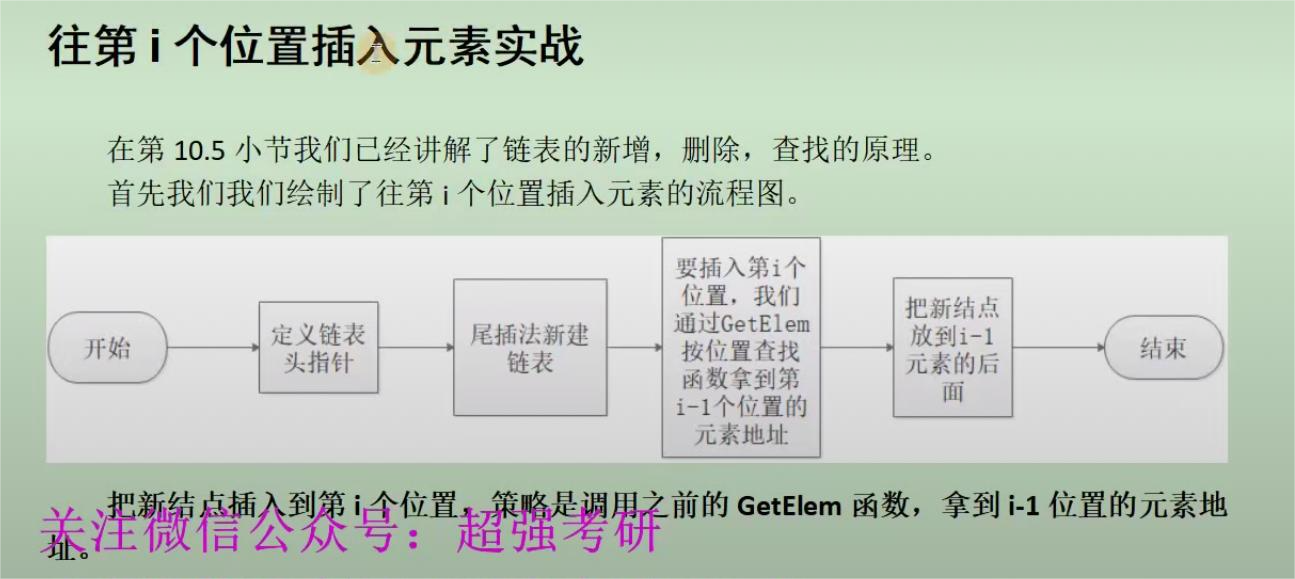 往第 i 个位置插入元素实战
在第 10.5 小节我们已经讲解了链表的新增，删除，查找的原理。
首先我们我们绘制了往第 i 个位置插入元素的流程图。
开始
定义链表
头指针
尾插法新建
链表
要插入第i个
位置，我们
通过GetElem
按位置查找
函数拿到第
i-1个位置的
元素地址
把新结点
放到i-1
元素的后
面
结束
把新结点插入到第 i 个位置，策略是调用之前的 GetElem 函数，拿到 i-1 位置的元素地
址。
关注微信公众号：超强考研